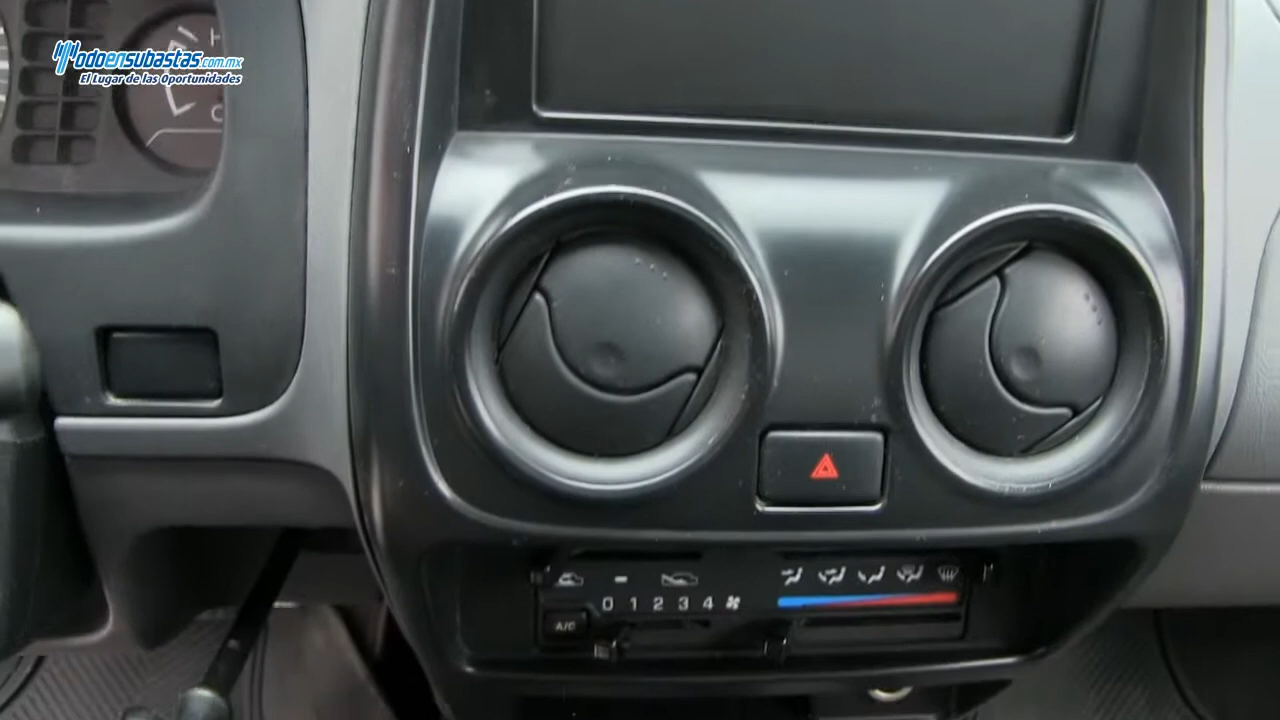 todoensubastas.com.mx
El Lugar de las Oportunidades
H
C
0 1 2 3 4
A/C